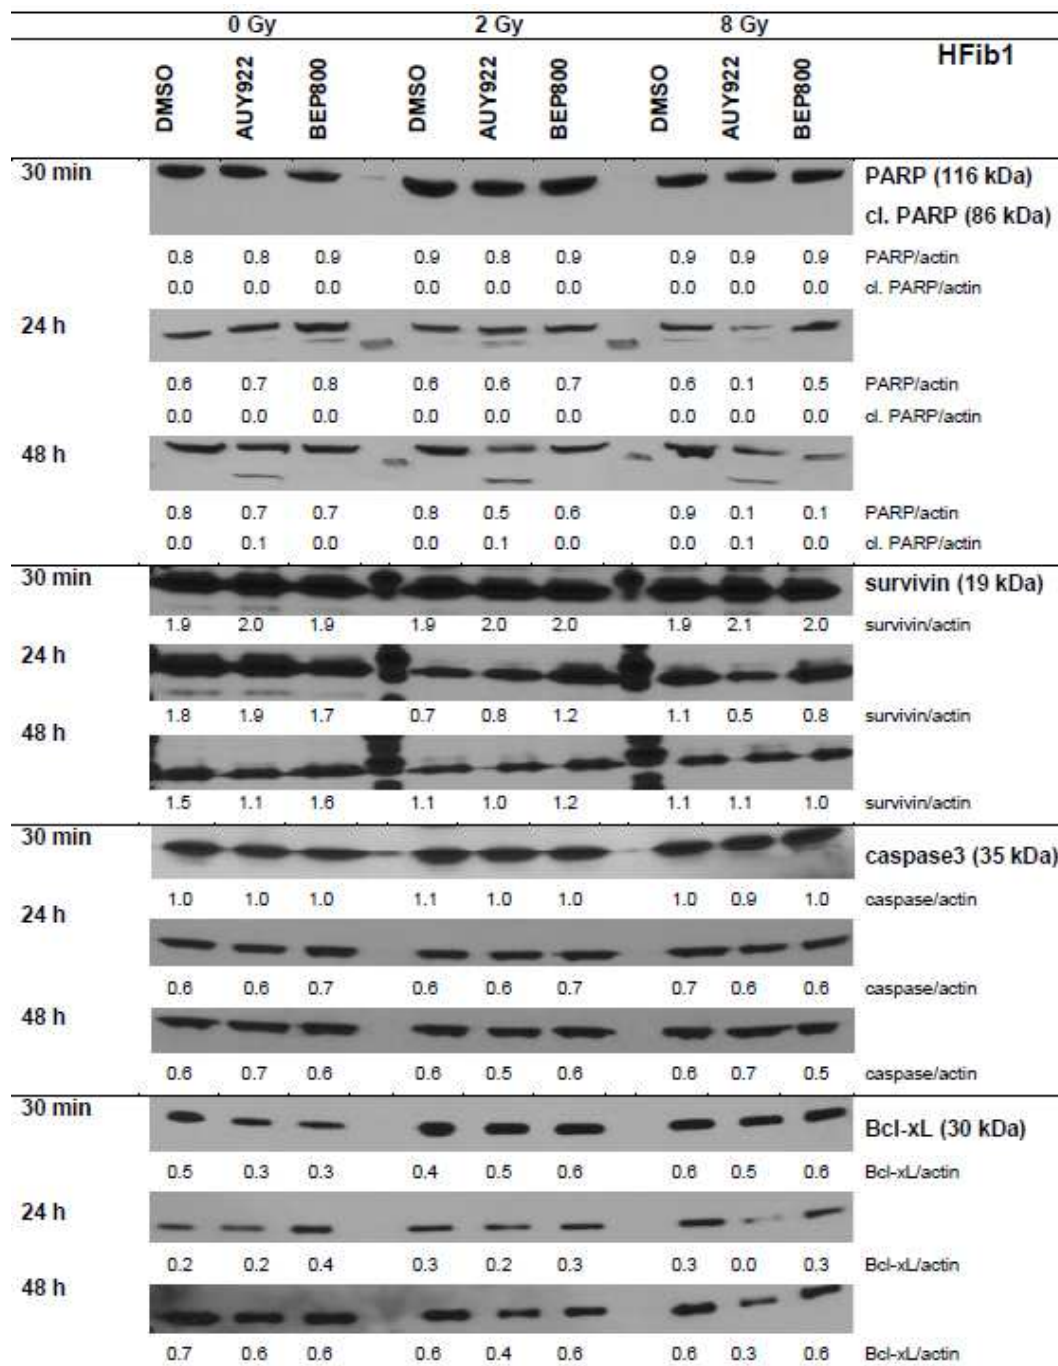 0 Gy 2 Gy 8 Gy
HFib1
DMSO AUY922 BEP800 DMSO AUY922 BEP800 DMSO AUY922 BEP800
30 min PARP (116 kDa)
cl. PARP (86 kDa)
0.8 0.8 0.9 0.9 0.8 0.9 0.9 0.9 0.9 PARP/actin
0.0 0.0 0.0 0.0 0.0 0.0 0.0 0.0 0.0 cl. PARP/actin
24 h
0.6 0.7 0.8 0.6 0.6 0.7 0.6 0.1 0.5 PARP/actin
0.0 0.0 0.0 0.0 0.0 0.0 0.0 0.0 0.0 cl. PARP/actin
48 h
0.8 0.7 0.7 0.8 0.5 0.6 0.9 0.1 0.1 PARP/actin
0.0 0.1 0.0 0.0 0.1 0.0 0.0 0.1 0.0 cl. PARP/actin
30 min survivin (19 kDa)
1.9 2.0 1.9 1.9 2.0 2.0 1.9 2.1 2.0 survivin/actin
24 h
1.8 1.9 1.7 0.7 0.8 1.2 1.1 0.5 0.8 survivin/actin
48 h
1.5 1.1 1.6 1.1 1.0 1.2 1.1 1.1 1.0 survivin/actin
30 min caspase3 (35 kDa)
1.0 1.0 1.0 1.1 1.0 1.0 1.0 0.9 1.0 caspase/actin
24 h
0.6 0.6 0.7 0.6 0.6 0.7 0.7 0.6 0.6 caspase/actin
48 h
0.6 0.7 0.6 0.6 0.5 0.6 0.6 0.7 0.5 caspase/actin
30 min Bcl-xL (30 kDa)
0.5 0.3 0.3 0.4 0.5 0.6 0.6 0.5 0.6 Bcl-xL/actin
24 h
0.2 0.2 0.4 0.3 0.2 0.3 0.3 0.0 0.3 Bcl-xL/actin
48 h
0.7 0.6 0.6 0.6 0.4 0.6 0.6 0.3 0.6 Bcl-xL/actin